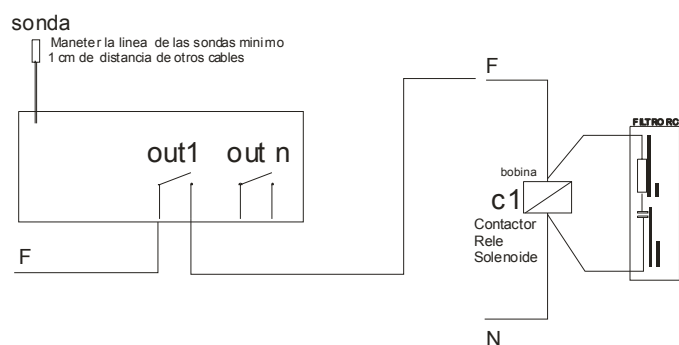 sonda
Maneter la linea de las sondas minimo
1 cm de distancia de otros cables
F
FILTRO RC
out1
out n
bobina
c1
Contactor
Rele
Solenoide
F
N